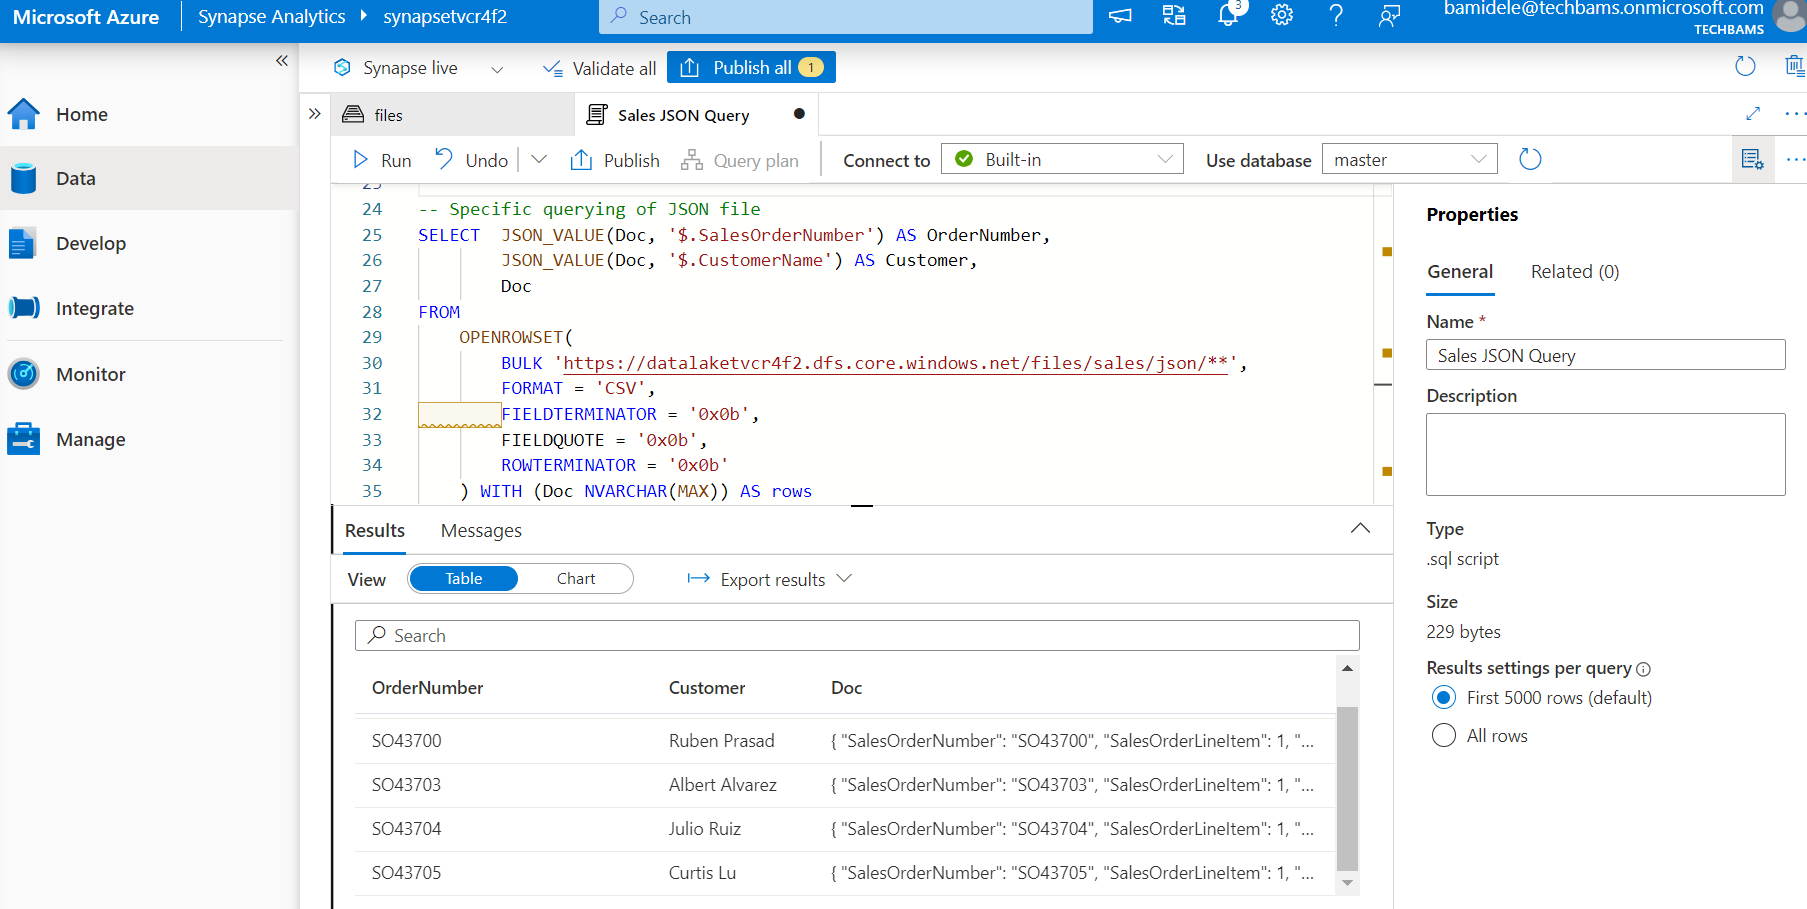 Microsoft Azure
Synapse Analytics
synapsetvcr4f2
Search
3
bamidele@techbams.onmicrosoft.com
TECHBAMS
Home
Data
Develop
Integrate
Monitor
Manage
Synapse live
Validate all
Publish all 1
files
Sales JSON Query
Run
Undo
Publish
Query plan
Connect to
Built-in
Use database
master
23
24 -- Specific querying of JSON file
25 SELECT JSON_VALUE(Doc, '$.SalesOrderNumber') AS OrderNumber,
26 JSON_VALUE(Doc, '$.CustomerName') AS Customer,
27 Doc
28 FROM
29 OPENROWSET(
30 BULK 'https://datalaketvcr4f2.dfs.core.windows.net/files/sales/json/**',
31 FORMAT = 'CSV',
32 FIELDTERMINATOR = '0x0b',
33 FIELDQUOTE = '0x0b',
34 ROWTERMINATOR = '0x0b'
35 ) WITH (Doc NVARCHAR(MAX)) AS rows
Results
Messages
View
Table
Chart
Export results
Search
OrderNumber Customer Doc
SO43700 Ruben Prasad { "SalesOrderNumber": "SO43700", "SalesOrderLineItem": 1, "...
SO43703 Albert Alvarez { "SalesOrderNumber": "SO43703", "SalesOrderLineItem": 1, "...
SO43704 Julio Ruiz { "SalesOrderNumber": "SO43704", "SalesOrderLineItem": 1, "...
SO43705 Curtis Lu { "SalesOrderNumber": "SO43705", "SalesOrderLineItem": 1, "...
Properties
General
Related (0)
Name *
Sales JSON Query
Description
Type
.sql script
Size
229 bytes
Results settings per query
First 5000 rows (default)
All rows